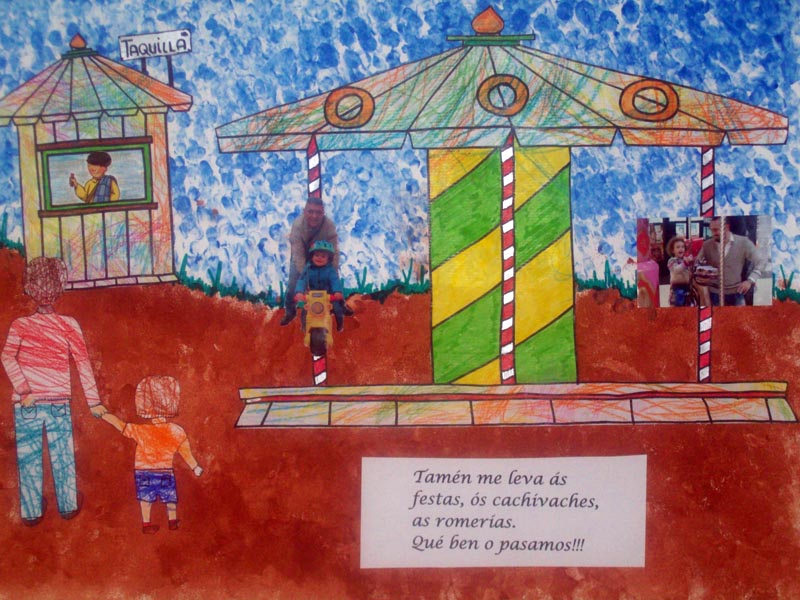 TAQUILLA
Tamén me leva ás
festas, ós cachivaches,
as romerías.
Qué ben o pasamos!!!